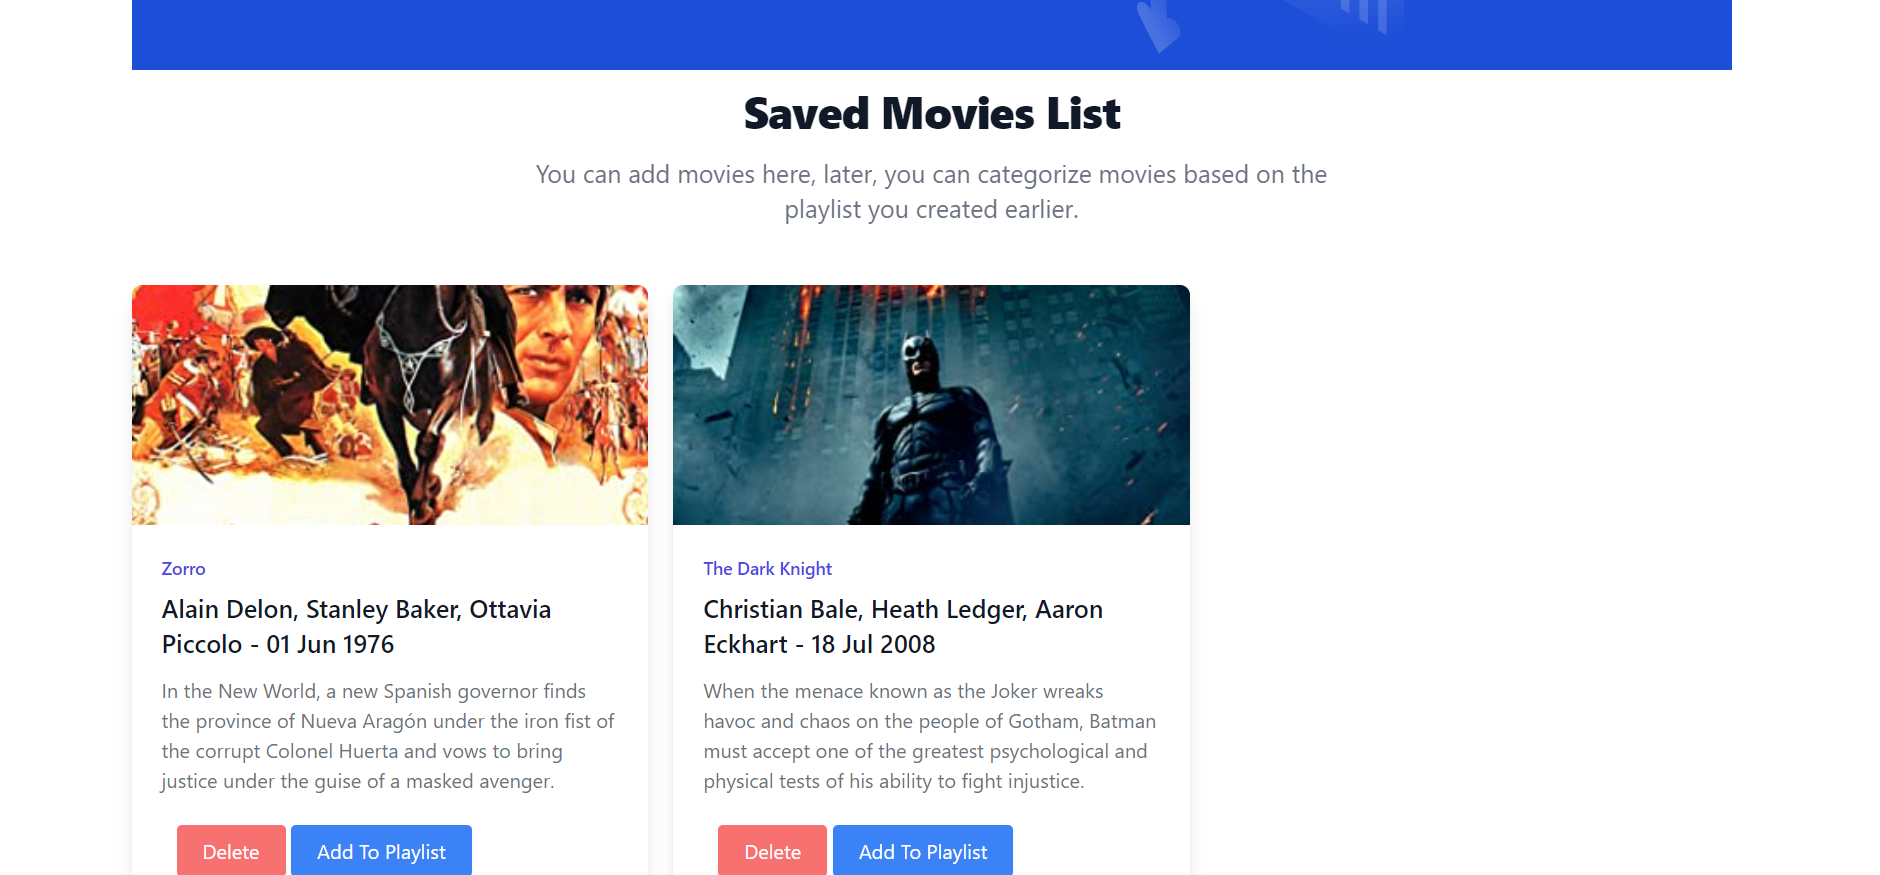 Saved Movies List
You can add movies here, later, you can categorize movies based on the
playlist you created earlier.
Zorro
Alain Delon, Stanley Baker, Ottavia
Piccolo - 01 Jun 1976
In the New World, a new Spanish governor finds
the province of Nueva Aragón under the iron fist of
the corrupt Colonel Huerta and vows to bring
justice under the guise of a masked avenger.
Delete
Add To Playlist
The Dark Knight
Christian Bale, Heath Ledger, Aaron
Eckhart - 18 Jul 2008
When the menace known as the Joker wreaks
havoc and chaos on the people of Gotham, Batman
must accept one of the greatest psychological and
physical tests of his ability to fight injustice.
Delete
Add To Playlist